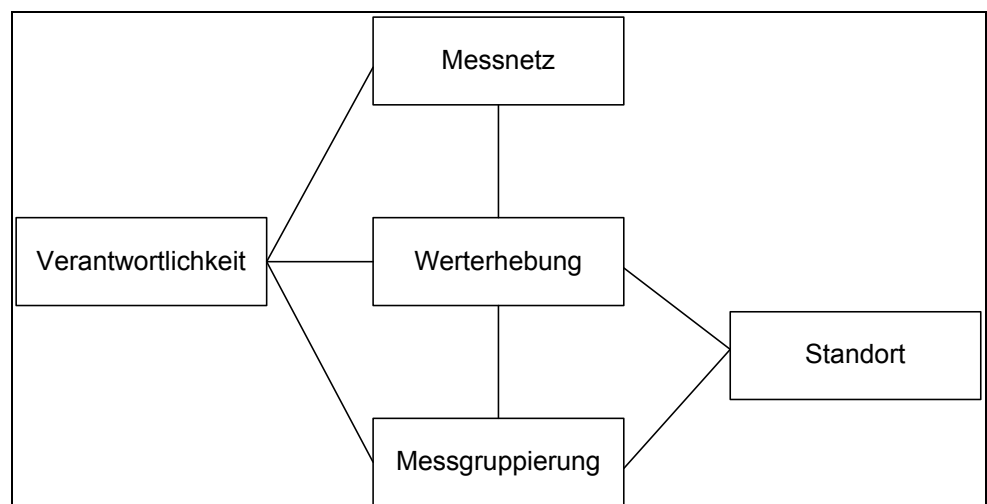 Messnetz
Verantwortlichkeit
Werterhebung
Standort
Messgruppierung